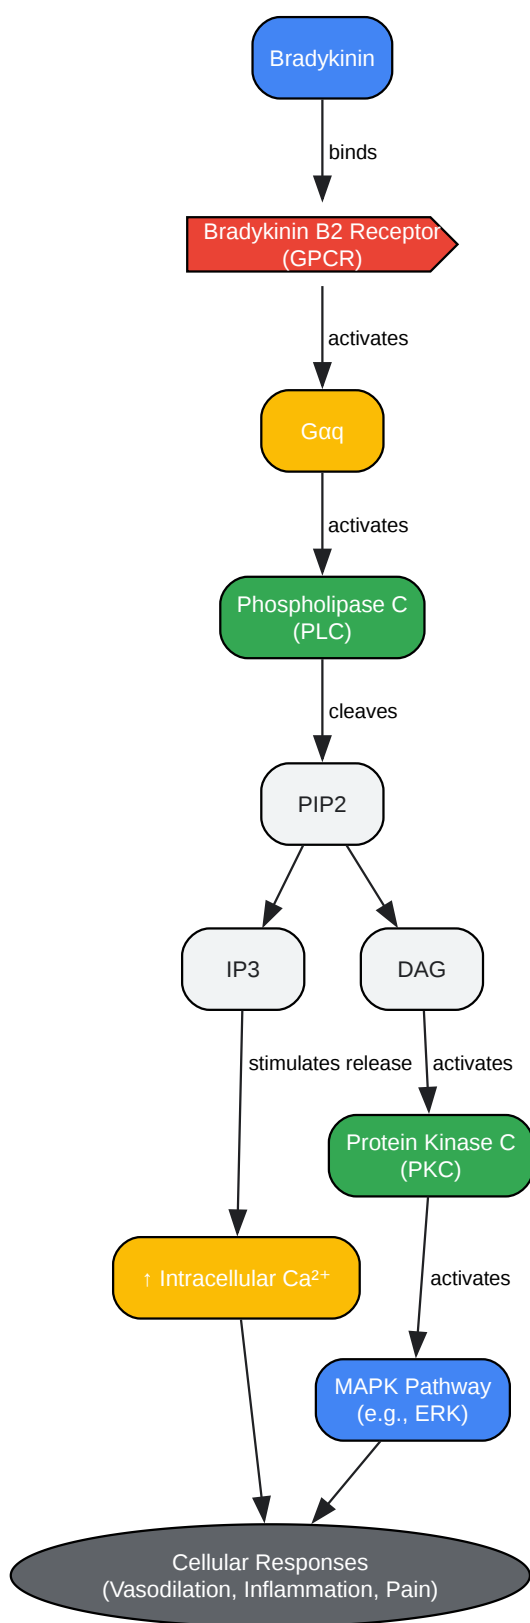 Bradykinin
binds
Bradykinin B2 Receptor
(GPCR)
activates
Gαq
activates
Phospholipase C
(PLC)
cleaves
PIP2
IP3
DAG
stimulates release
activates
Protein Kinase C
(PKC)
↑ Intracellular Ca²⁺
activates
MAPK Pathway
(e.g., ERK)
Cellular Responses
(Vasodilation, Inflammation, Pain)